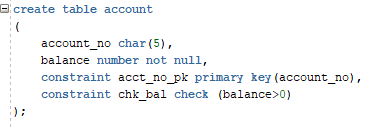 create table account
(
account_no char(5),
balance number not null,
constraint acct_no_pk primary key(account_no),
constraint chk_bal check (balance>0)
);